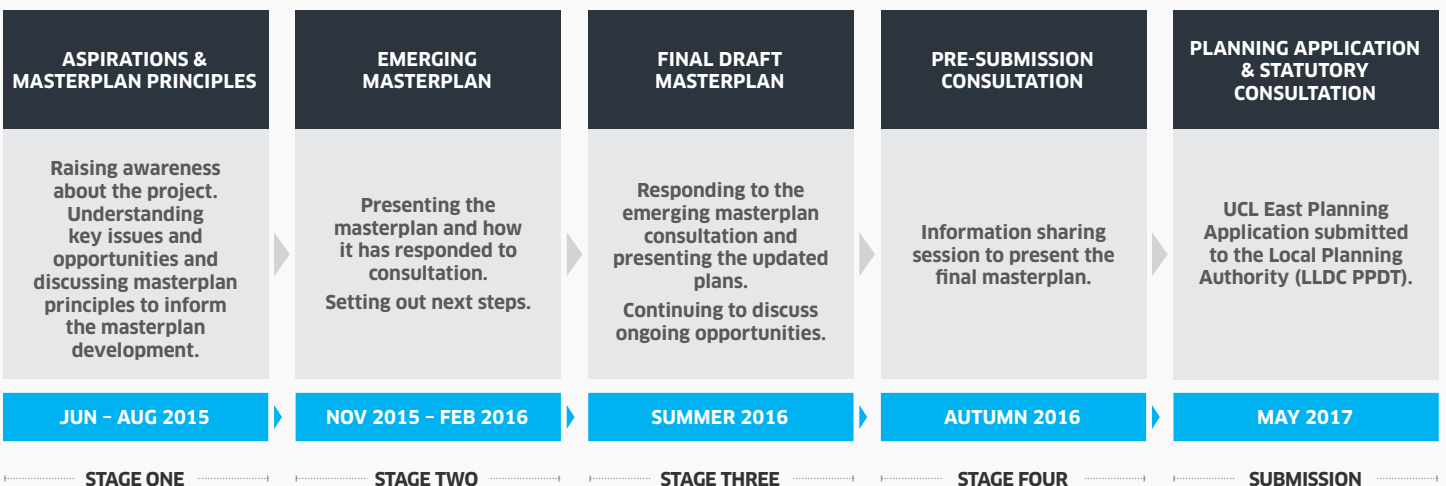 ASPIRATIONS &
MASTERPLAN PRINCIPLES
Raising awareness
about the project.
Understanding
key issues and
opportunities and
discussing masterplan
principles to inform
the masterplan
development.
JUN – AUG 2015
STAGE ONE
EMERGING
MASTERPLAN
Presenting the
masterplan and how
it has responded to
consultation.
Setting out next steps.
NOV 2015 – FEB 2016
STAGE TWO
FINAL DRAFT
MASTERPLAN
Responding to the
emerging masterplan
consultation and
presenting the updated
plans.
Continuing to discuss
ongoing opportunities.
SUMMER 2016
STAGE THREE
PRE-SUBMISSION
CONSULTATION
Information sharing
session to present the
final masterplan.
AUTUMN 2016
STAGE FOUR
PLANNING APPLICATION
& STATUTORY
CONSULTATION
UCL East Planning
Application submitted
to the Local Planning
Authority (LLDC PPDT).
MAY 2017
SUBMISSION